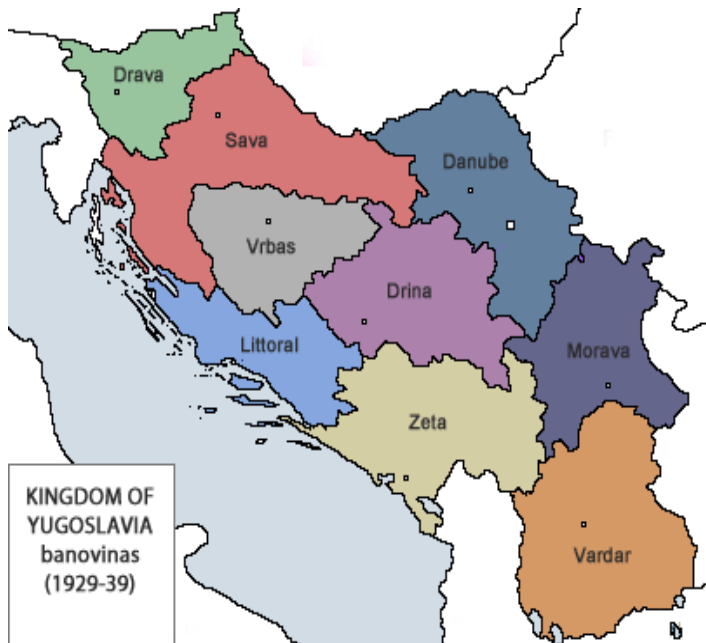 Drava
Sava
Danube
Vrbas
Drina
Littoral
Morava
Zeta
Vardar
KINGDOM OF
YUGOSLAVIA
banovinas
(1929-39)